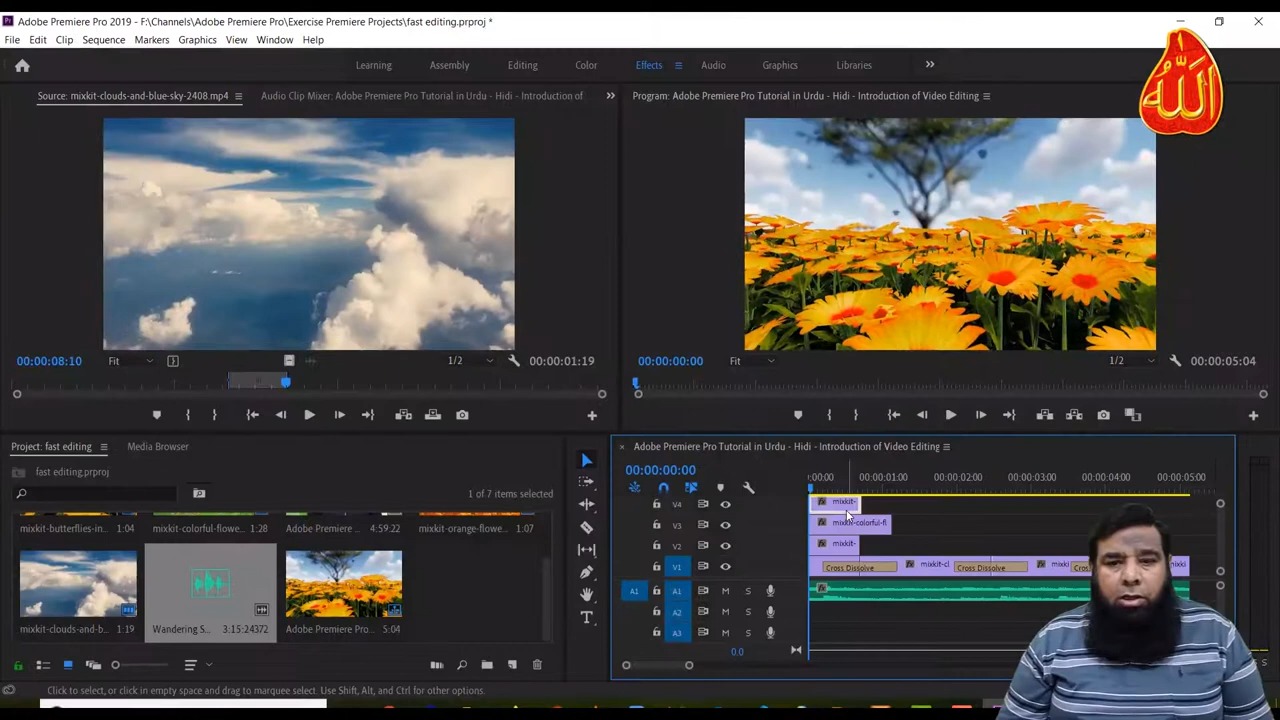 Adobe Premiere Pro 2019 - F:\Channels\Adobe Premiere Pro\Exercise Premiere Projects\fast editing.prproj *
File Edit Clip Sequence Markers Graphics View Window Help
Learning Assembly Editing Color Effects Audio Graphics Libraries
الله
Source: mixkit-clouds-and-blue-sky-2408.mp4 Audio Clip Mixer: Adobe Premiere Pro Tutorial in Urdu - Hidi - Introduction of
Program: Adobe Premiere Pro Tutorial in Urdu - Hidi - Introduction of Video Editing
00:00:08:10 Fit 1/2 00:00:01:19
00:00:00:00 Fit 1/2 00:00:05:04
Project: fast editing Media Browser
fast editing.prproj
1 of 7 items selected
mixkit-butterflies-in... 1:04 mixkit-colorful-flowe... 1:28 Adobe Premiere ... 4:59:22 mixkit-orange-flower... 1:07
mixkit-clouds-and-b... 1:19 Wandering S... 3:15:24372 Adobe Premiere Pro... 5:04
Adobe Premiere Pro Tutorial in Urdu - Hidi - Introduction of Video Editing
00:00:00:00
:00:00 00:00:01:00 00:00:02:00 00:00:03:00 00:00:04:00 00:00:05:00
V4 mixkit-
V3 mixkit-colorful-fl
V2 mixkit-
V1 Cross Dissolve mixkit-cl Cross Dissolve mixki Cros mixki
A1 A1 M S
A2 M S
A3 M S
0.0
Click to select, or click in empty space and drag to marquee select. Use Shift, Alt, and Ctrl for other options.